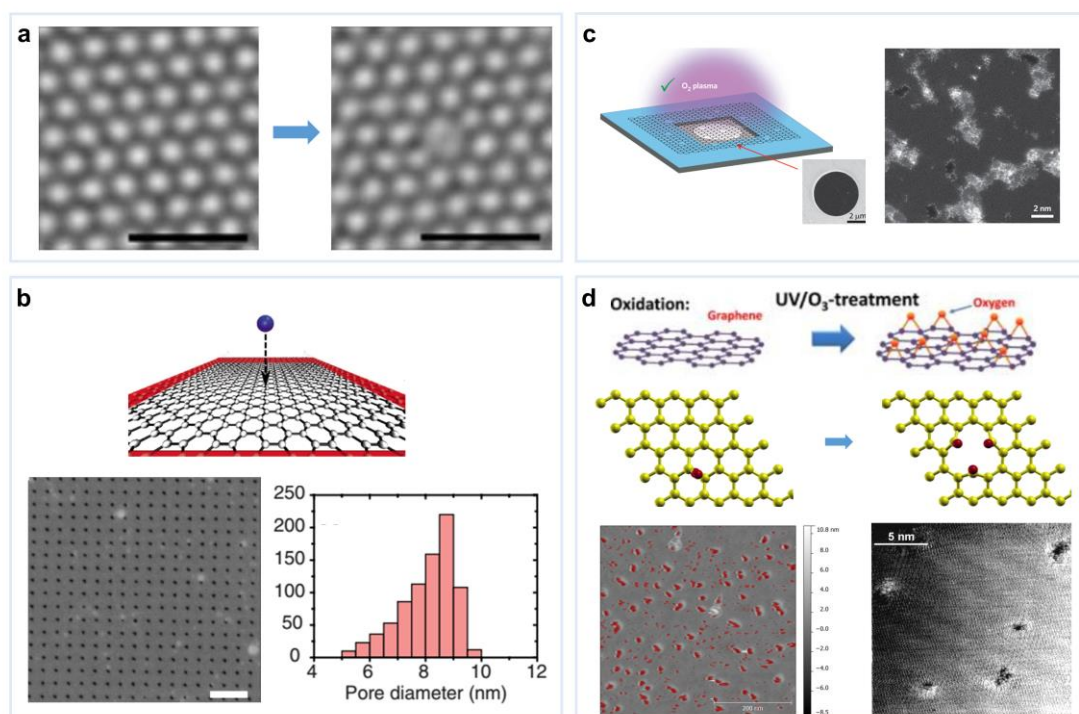 a
b
250
200
150
100
50
0
4 6 8 10 12
Pore diameter (nm)
c
✓ O2 plasma
2 μm
2 nm
d
Oxidation: UV/O3-treatment
Graphene
Oxygen
10.8 nm
8.0
6.0
4.0
2.0
0.0
−2.0
−4.0
−6.0
−8.5
200 nm
5 nm